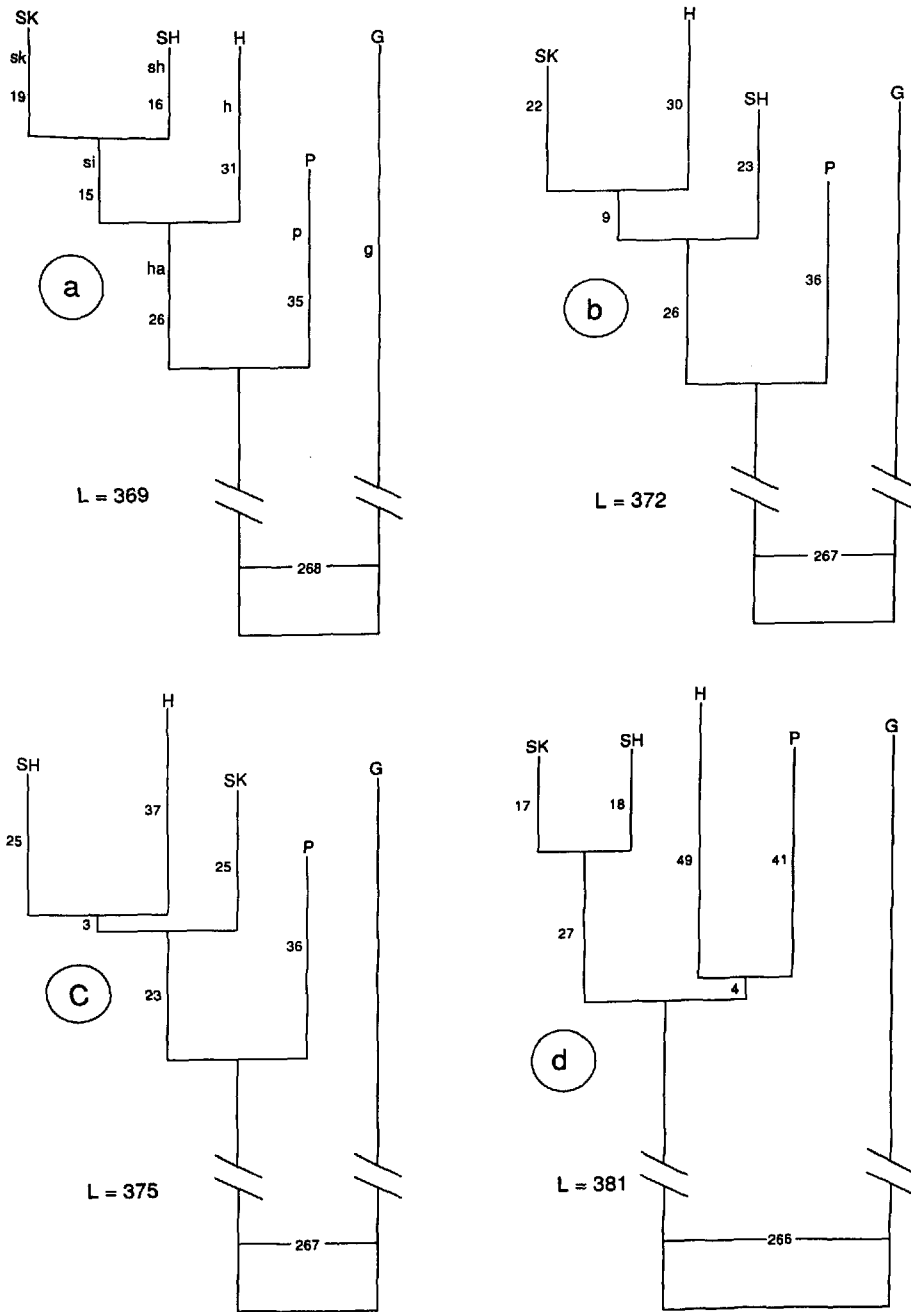 SK
SH
H
G
sk
sh
19
16
h
P
si
31
15
p
g
ha
35
26
a
L = 369
268
H
SK
SH
G
22
30
23
P
9
36
26
b
L = 372
267
H
SH
SK
G
37
25
25
P
3
36
23
C
L = 375
267
H
SK
SH
P
G
17
18
49
41
27
4
d
L = 381
266